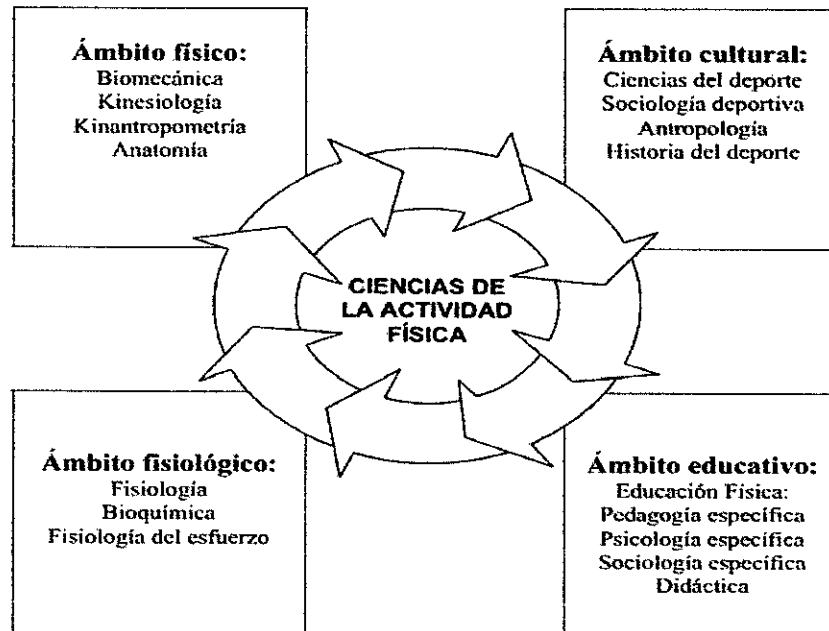 Ámbito físico:
Biomecánica
Kinesiología
Kinantropometría
Anatomía
Ámbito cultural:
Ciencias del deporte
Sociología deportiva
Antropología
Historia del deporte
CIENCIAS DE
LA ACTIVIDAD
FÍSICA
Ámbito fisiológico:
Fisiología
Bioquímica
Fisiología del esfuerzo
Ámbito educativo:
Educación Física:
Pedagogía específica
Psicología específica
Sociología específica
Didáctica